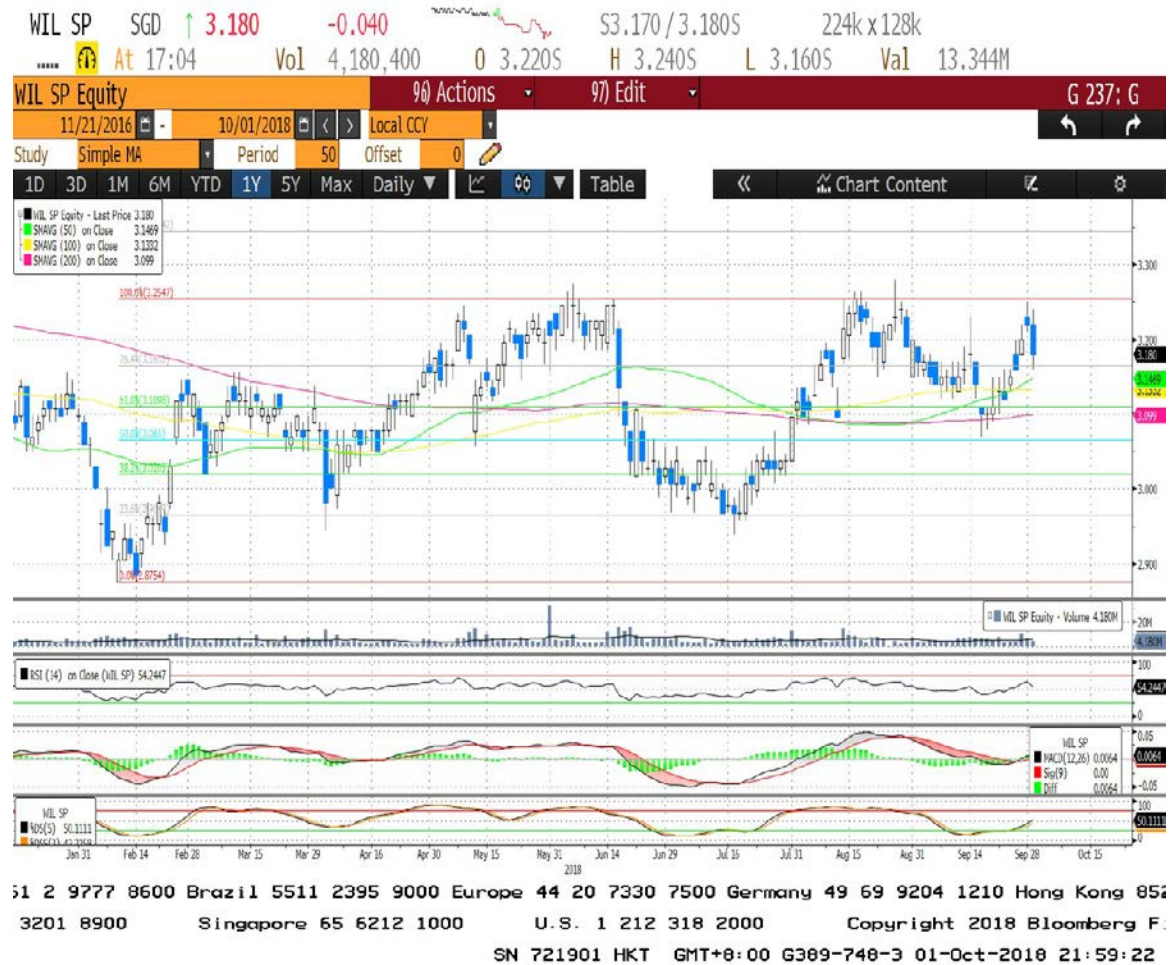 WIL SP SGD ↑ 3.180 -0.040 S3.170 / 3.180S 224k x 128k
..... At 17:04 Vol 4,180,400 O 3.220S H 3.240S L 3.160S Val 13.344M
WIL SP Equity 96) Actions 97) Edit G 237: G
11/21/2016 - 10/01/2018 Local CCY
Study Simple MA Period 50 Offset 0
1D 3D 1M 6M YTD 1Y 5Y Max Daily ▼ ▼ Table « Chart Content
WIL SP Equity - Last Price 3.180
SMAVG (50) on Close 3.1469
SMAVG (100) on Close 3.1332
SMAVG (200) on Close 3.099
3.300
100.0%(3.2547)
3.200
3.180
3.1469
3.1332
61.8%(3.1098)
3.099
50.0%(3.065)
3.000
2.900
0.0%(2.8754)
WIL SP Equity - Volume 4.180M
20M
4.180M
RSI (14) on Close (WIL SP) 54.2447
100
54.2447
0
0.05
WIL SP
MACD(12,26) 0.0064
0.0064
Sig(9) 0.00
Diff 0.0064
-0.05
WIL SP
100
%DS(5) 50.1111
50.1111
0
Jan 31 Feb 14 Feb 28 Mar 15 Mar 29 Apr 16 Apr 30 May 15 May 31 Jun 14 Jun 29 Jul 16 Jul 31 Aug 15 Aug 31 Sep 14 Sep 28 Oct 15
2018
61 2 9777 8600 Brazil 5511 2395 9000 Europe 44 20 7330 7500 Germany 49 69 9204 1210 Hong Kong 852
3201 8900 Singapore 65 6212 1000 U.S. 1 212 318 2000 Copyright 2018 Bloomberg F
SN 721901 HKT GMT+8:00 G389-748-3 01-Oct-2018 21:59:22